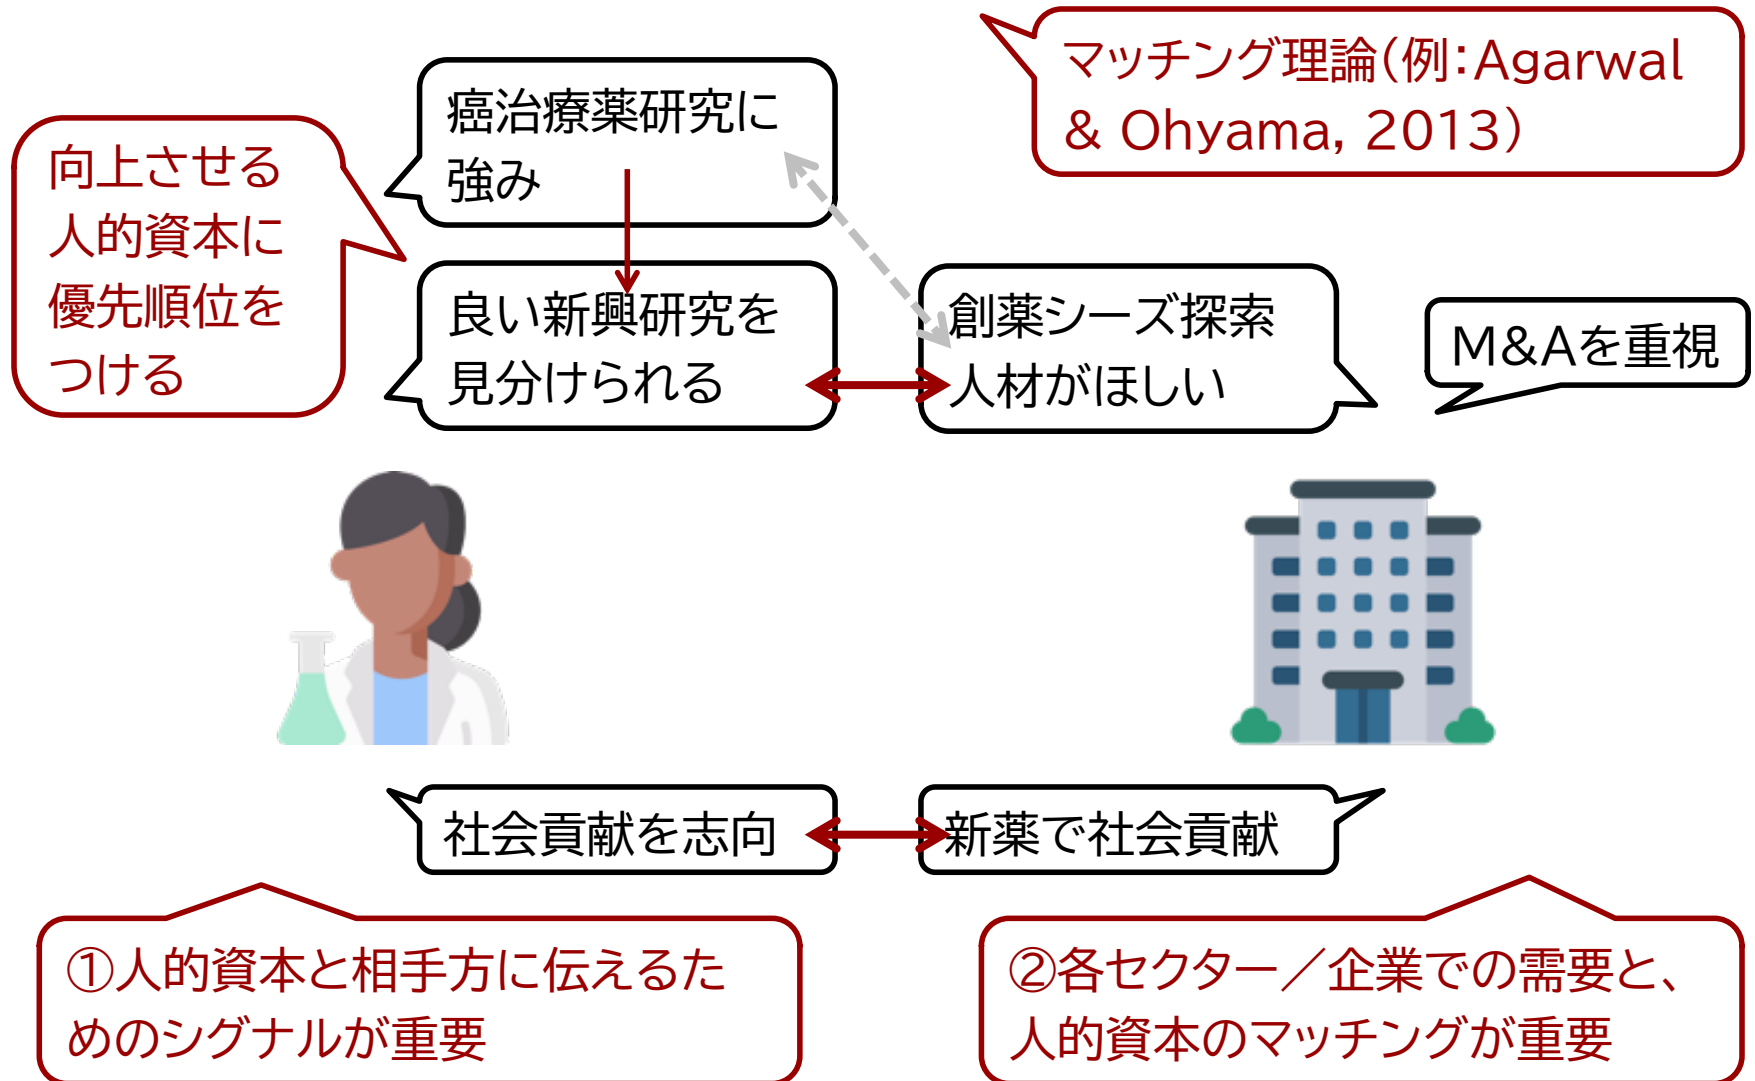 マッチング理論（例：Agarwal
& Ohyama, 2013）
癌治療薬研究に
強み
向上させる
人的資本に
優先順位を
つける
良い新興研究を
見分けられる
創薬シーズ探索
人材がほしい
M&Aを重視
社会貢献を志向
新薬で社会貢献
①人的資本と相手方に伝えるた
めのシグナルが重要
②各セクター／企業での需要と、
人的資本のマッチングが重要